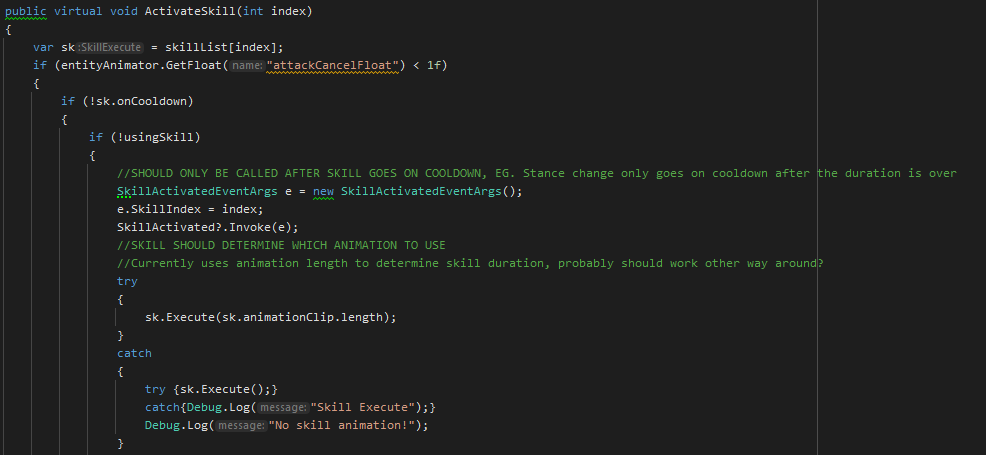 public virtual void ActivateSkill(int index)
{
var sk :SkillExecute = skillList[index];
if (entityAnimator.GetFloat( name: "attackCancelFloat") < 1f)
{
if (!sk.onCooldown)
{
if (!usingSkill)
{
//SHOULD ONLY BE CALLED AFTER SKILL GOES ON COOLDOWN, EG. Stance change only goes on cooldown after the duration is over
SkillActivatedEventArgs e = new SkillActivatedEventArgs();
e.SkillIndex = index;
SkillActivated?.Invoke(e);
//SKILL SHOULD DETERMINE WHICH ANIMATION TO USE
//Currently uses animation length to determine skill duration, probably should work other way around?
try
{
sk.Execute(sk.animationClip.length);
}
catch
{
try {sk.Execute();}
catch{Debug.Log( message: "Skill Execute");}
Debug.Log( message: "No skill animation!");
}